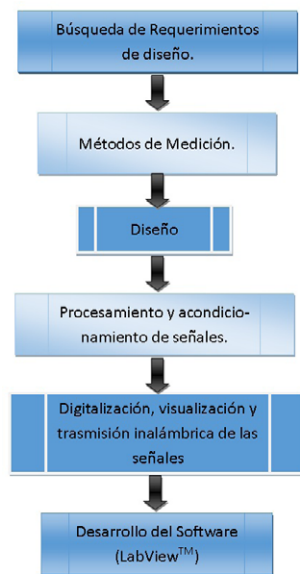 Búsqueda de Requerimientos
de diseño.
Métodos de Medición.
Diseño
Procesamiento y acondicio-
namiento de señales.
Digitalización, visualización y
trasmisión inalámbrica de las
señales
Desarrollo del Software
(LabView™)